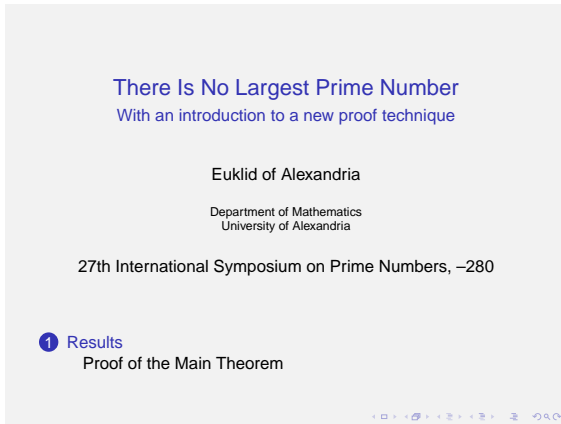 There Is No Largest Prime Number
With an introduction to a new proof technique
Euklid of Alexandria
Department of Mathematics
University of Alexandria
27th International Symposium on Prime Numbers, –280
1 Results
Proof of the Main Theorem